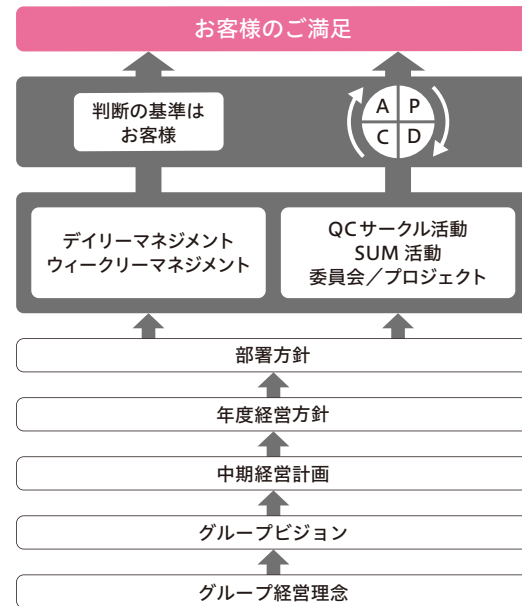 お客様のご満足
判断の基準は
お客様
A P
C D
デイリーマネジメント
ウィークリーマネジメント
QCサークル活動
SUM 活動
委員会／プロジェクト
部署方針
年度経営方針
中期経営計画
グループビジョン
グループ経営理念